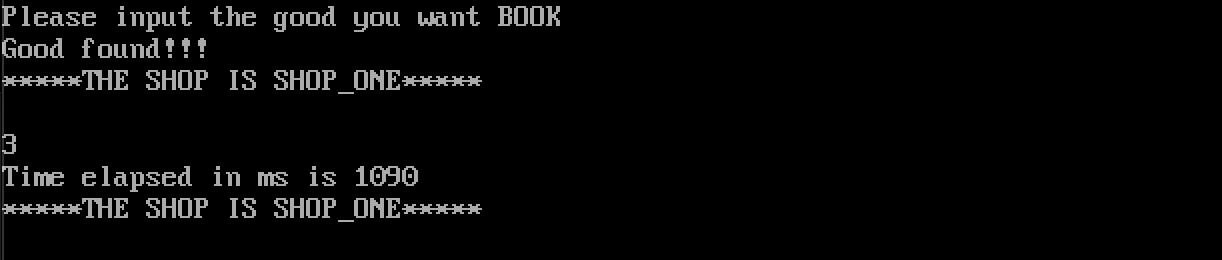 Please input the good you want BOOK
Good found!!!
*****THE SHOP IS SHOP_ONE*****
3
Time elapsed in ms is 1090
*****THE SHOP IS SHOP_ONE*****